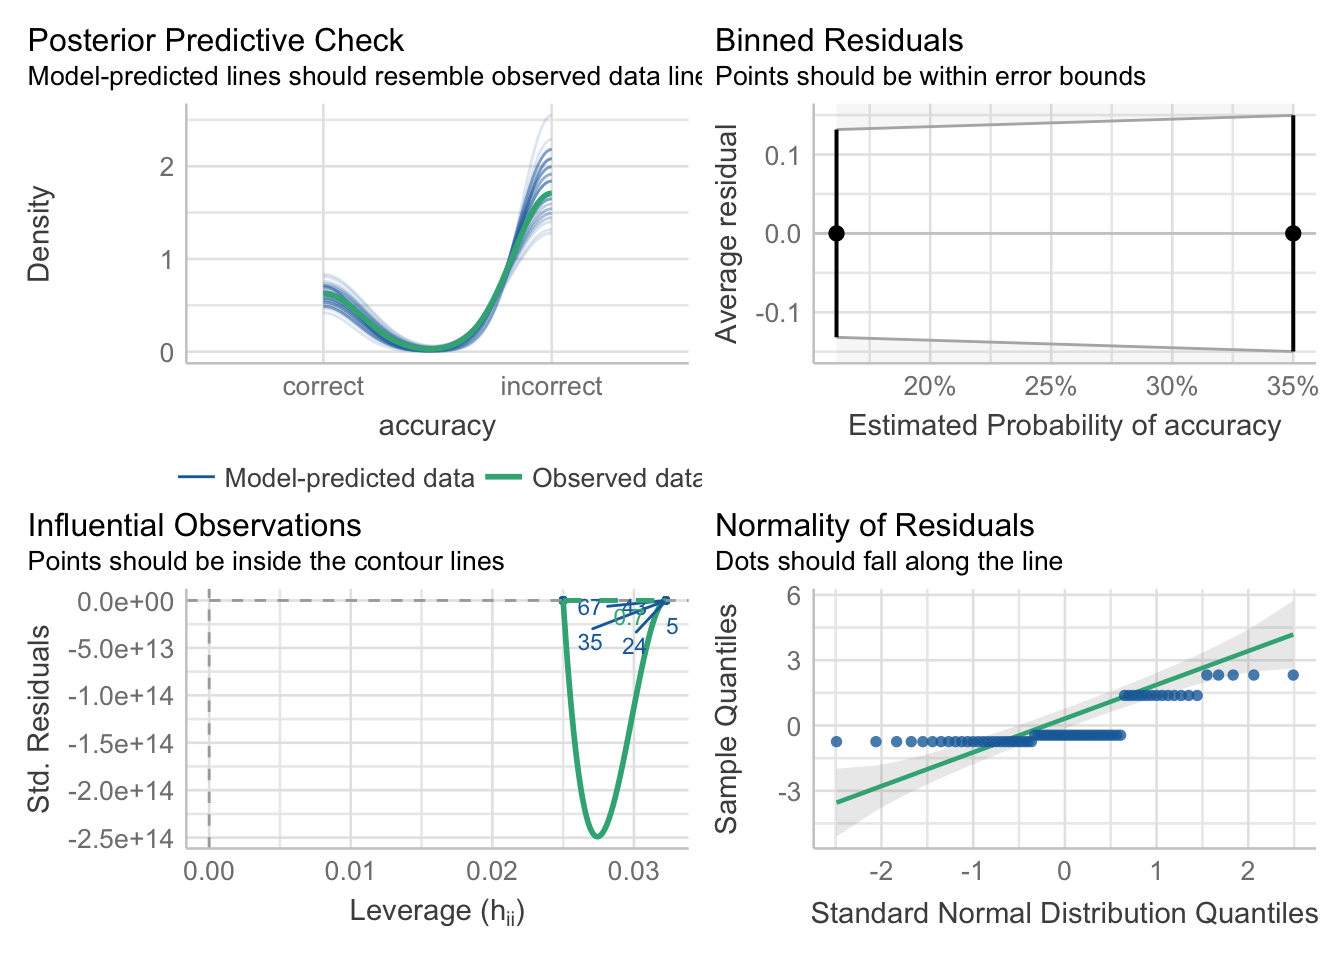 Posterior Predictive Check
Model-predicted lines should resemble observed data line
Density
2
1
0
correct
incorrect
accuracy
Model-predicted data
Observed data
Binned Residuals
Points should be within error bounds
Average residual
0.1
0.0
-0.1
20%
25%
30%
35%
Estimated Probability of accuracy
Influential Observations
Points should be inside the contour lines
Std. Residuals
0.0e+00
-5.0e+13
-1.0e+14
-1.5e+14
-2.0e+14
-2.5e+14
67
43
0.7
5
35
24
0.00
0.01
0.02
0.03
Leverage (hii)
Normality of Residuals
Dots should fall along the line
Sample Quantiles
6
3
0
-3
-2
-1
0
1
2
Standard Normal Distribution Quantiles